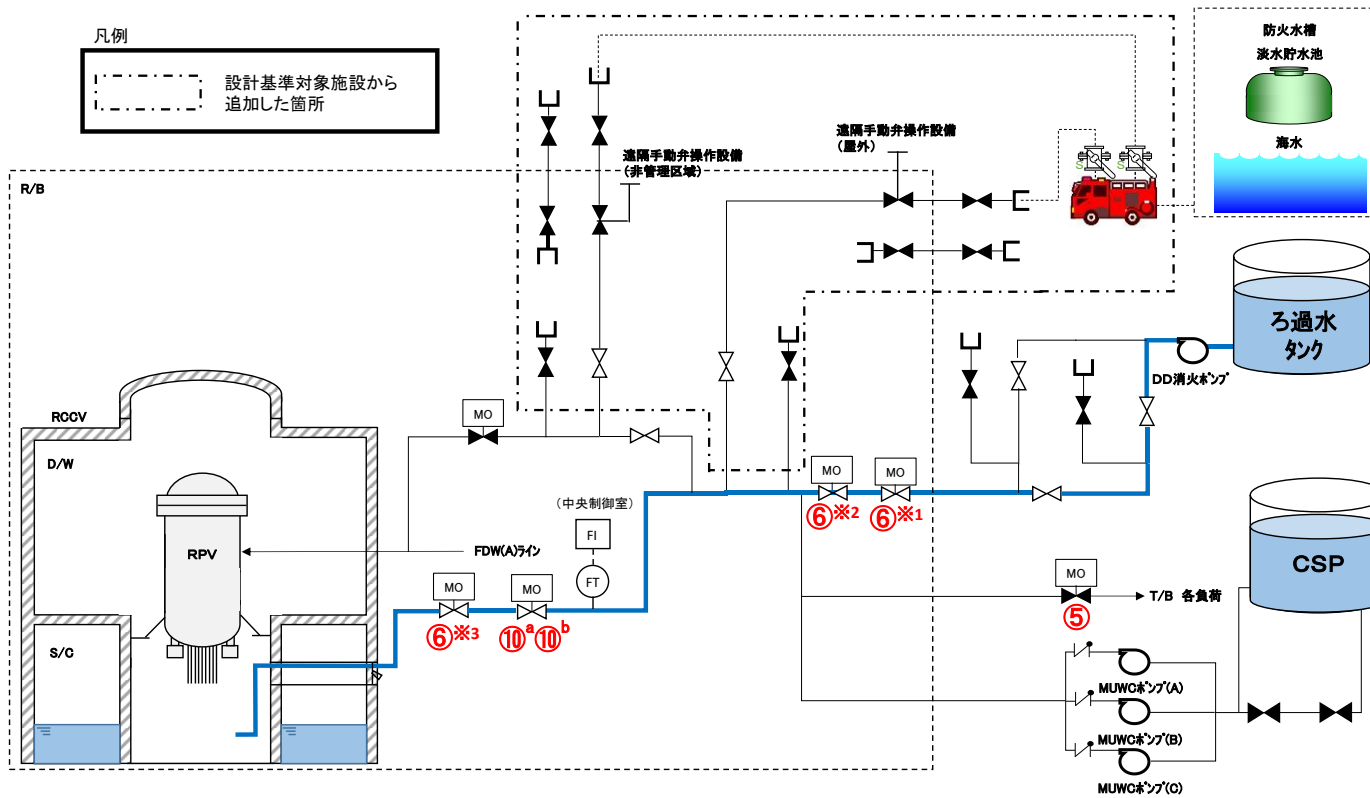 凡例
設計基準対象施設から
追加した箇所
防火水槽
淡水貯水池
海水
遠隔手動弁操作設備
(屋外)
遠隔手動弁操作設備
(非管理区域)
S
S
R/B
ろ過水
タンク
DD消火ポンプ
RCCV
MO
D/W
MO
MO
⑥※2
⑥※1
(中央制御室)
FI
RPV
FDW(A)ライン
CSP
FT
MO
MO
MO
T/B 各負荷
⑥※3
⑩a ⑩b
⑤
S/C
MUWCポンプ(A)
MUWCポンプ(B)
MUWCポンプ(C)